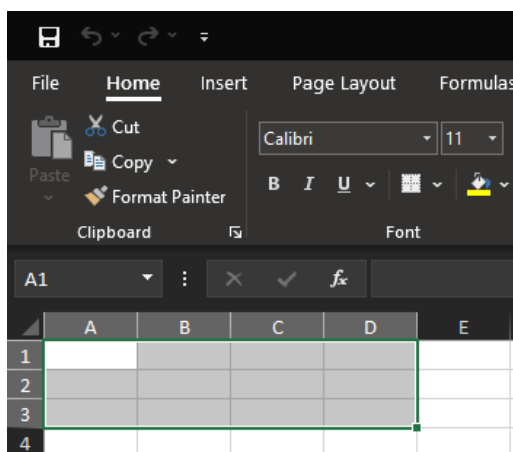 File Home Insert Page Layout Formulas
Cut
Calibri 11
Paste
Copy
B I U
Format Painter
Clipboard Font
A1 fx
A B C D E
1
2
3
4